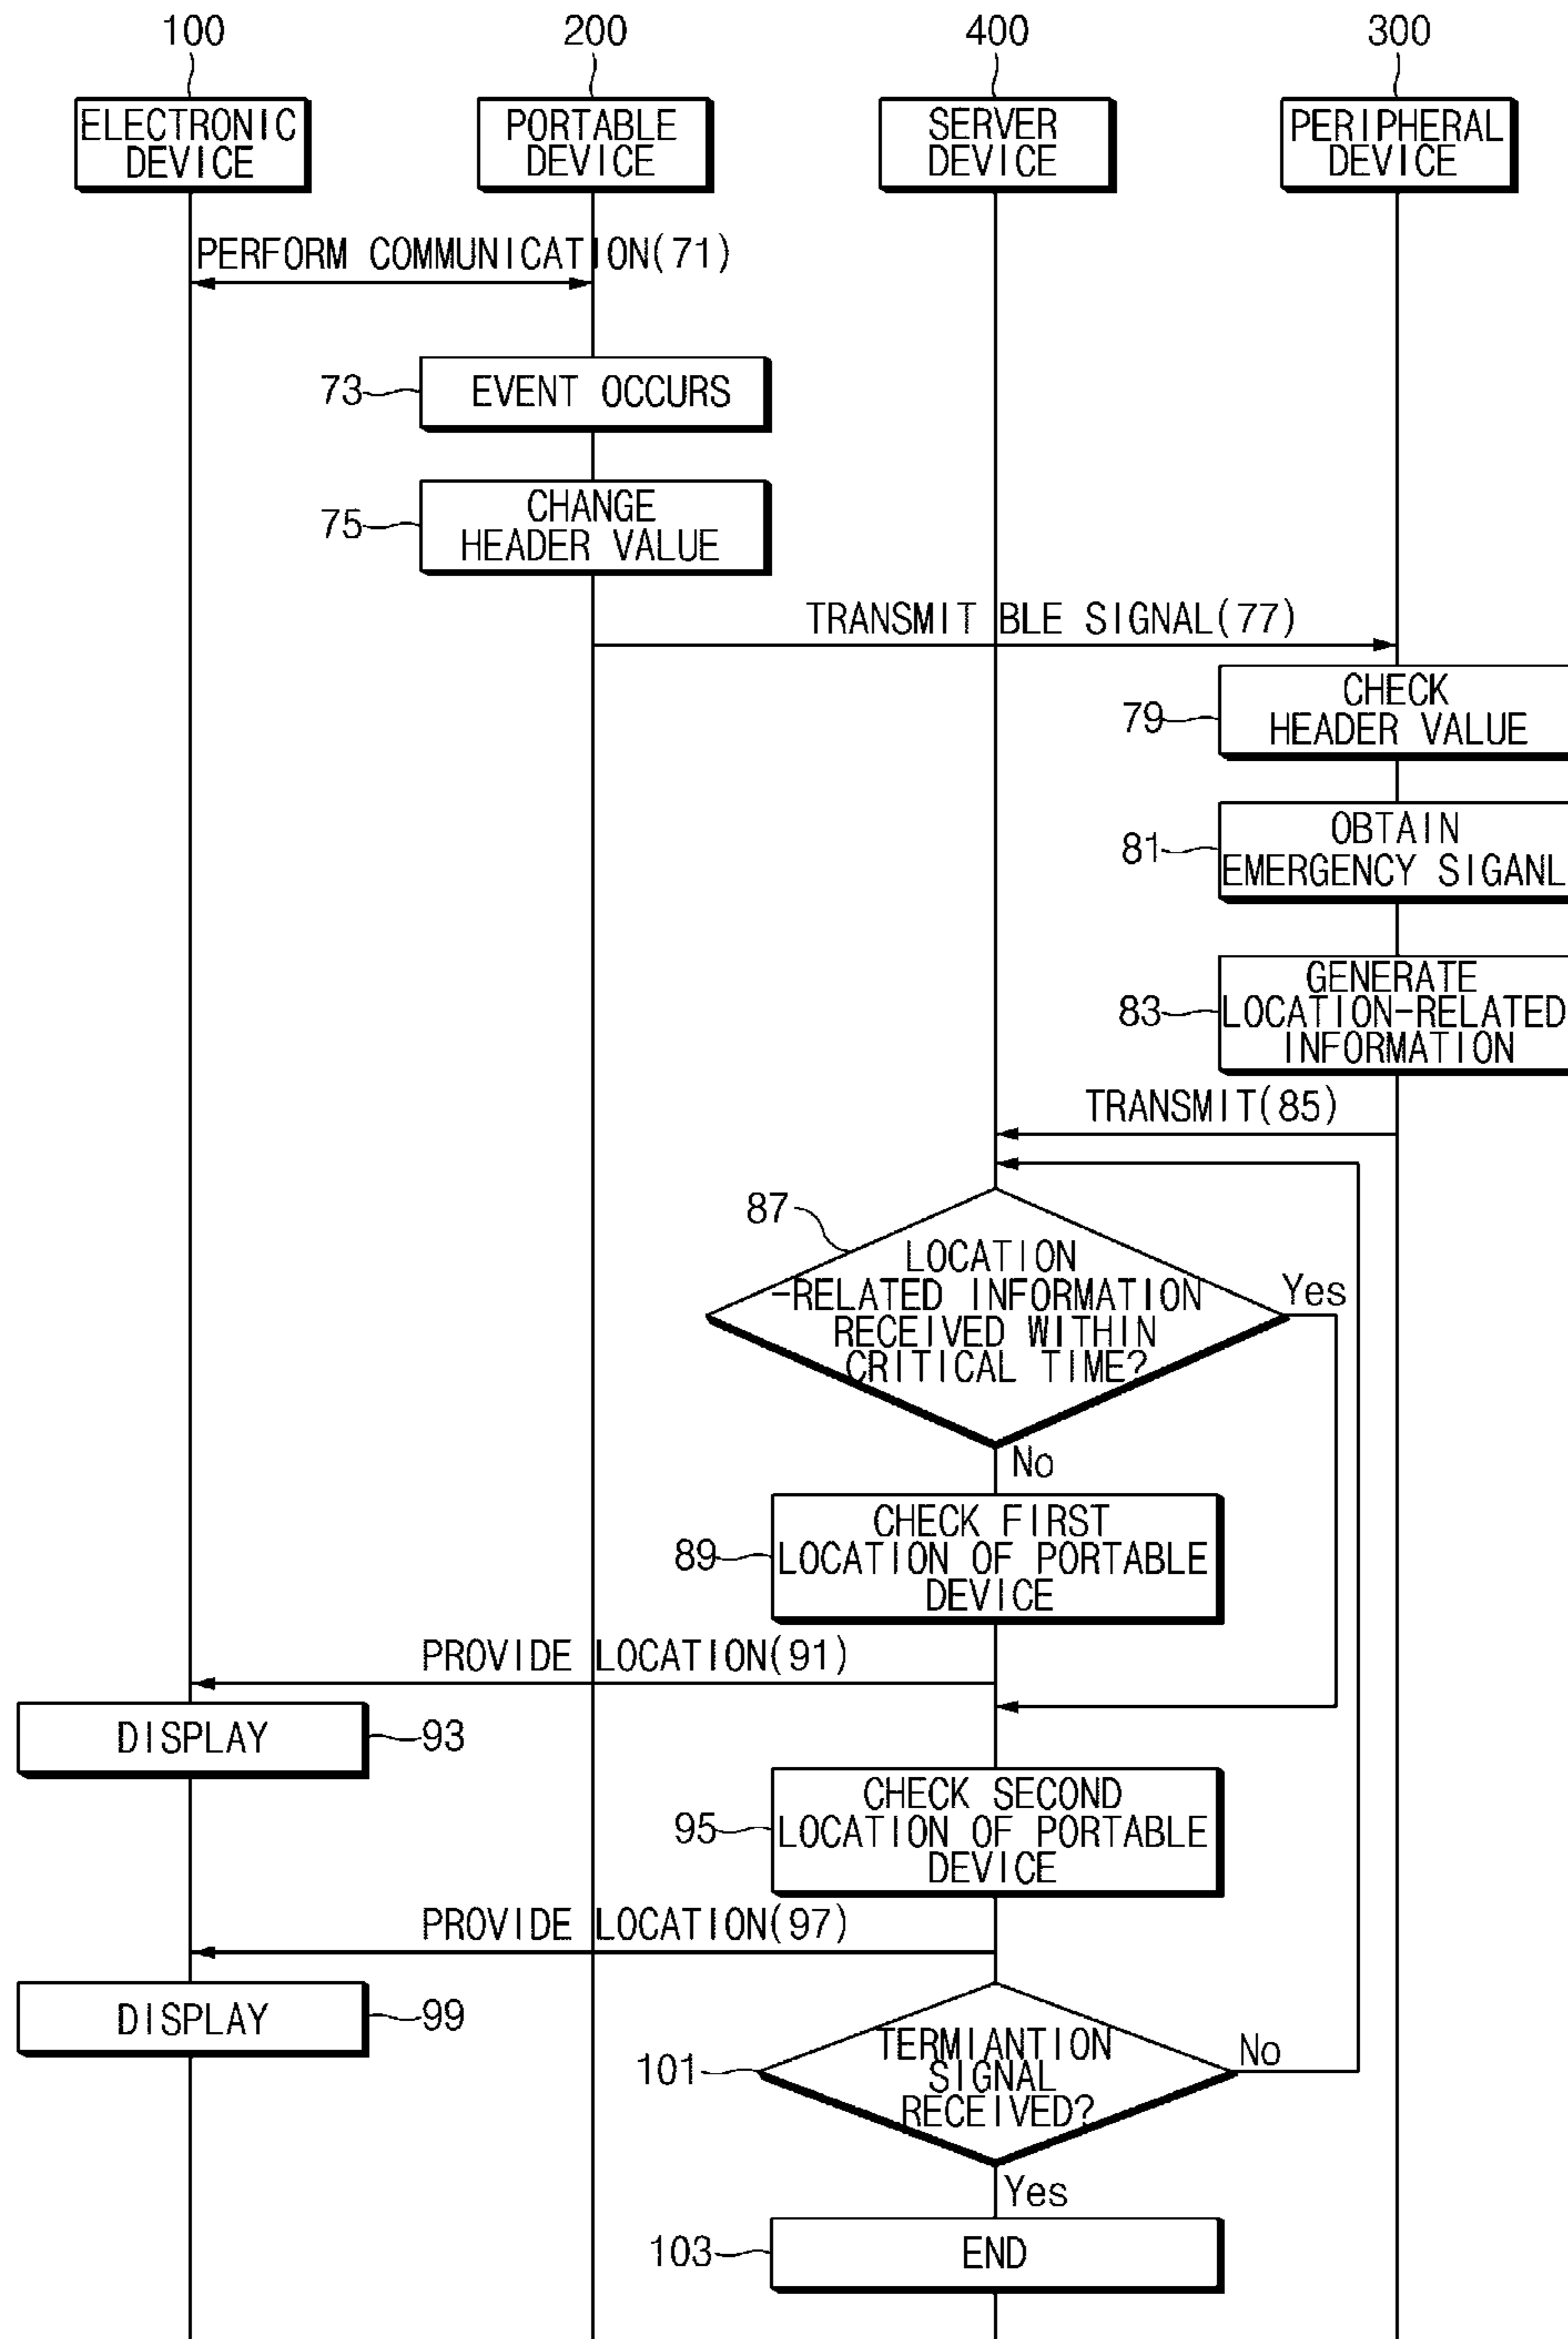 100
200
400
300
ELECTRONIC
DEVICE
PORTABLE
DEVICE
SERVER
DEVICE
PERIPHERAL
DEVICE
PERFORM COMMUNICATION(71)
73
EVENT OCCURS
75
CHANGE
HEADER VALUE
TRANSMIT BLE SIGNAL(77)
79
CHECK
HEADER VALUE
81
OBTAIN
EMERGENCY SIGANL
83
GENERATE
LOCATION-RELATED
INFORMATION
TRANSMIT(85)
87
LOCATION
-RELATED INFORMATION
RECEIVED WITHIN
CRITICAL TIME?
Yes
No
89
CHECK FIRST
LOCATION OF PORTABLE
DEVICE
PROVIDE LOCATION(91)
DISPLAY
93
95
CHECK SECOND
LOCATION OF PORTABLE
DEVICE
PROVIDE LOCATION(97)
DISPLAY
99
101
TERMIANTION
SIGNAL
RECEIVED?
No
Yes
103
END